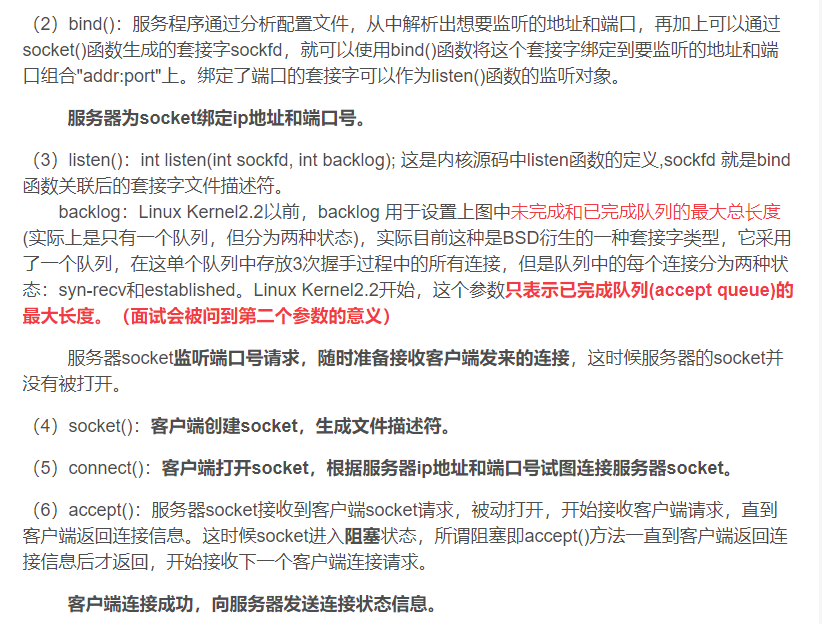 （2）bind()：服务程序通过分析配置文件，从中解析出想要监听的地址和端口，再加上可以通过
socket()函数生成的套接字sockfd，就可以使用bind()函数将这个套接字绑定到要监听的地址和端
口组合"addr:port"上。绑定了端口的套接字可以作为listen()函数的监听对象。
服务器为socket绑定ip地址和端口号。
（3）listen()：int listen(int sockfd, int backlog); 这是内核源码中listen函数的定义,sockfd 就是bind
函数关联后的套接字文件描述符。
backlog：Linux Kernel2.2以前，backlog 用于设置上图中未完成和已完成队列的最大总长度
(实际上是只有一个队列，但分为两种状态)，实际目前这种是BSD衍生的一种套接字类型，它采用
了一个队列，在这单个队列中存放3次握手过程中的所有连接，但是队列中的每个连接分为两种状
态：syn-recv和established。Linux Kernel2.2开始，这个参数只表示已完成队列(accept queue)的
最大长度。（面试会被问到第二个参数的意义）
服务器socket监听端口号请求，随时准备接收客户端发来的连接，这时候服务器的socket并
没有被打开。
（4）socket()：客户端创建socket，生成文件描述符。
（5）connect()：客户端打开socket，根据服务器ip地址和端口号试图连接服务器socket。
（6）accept()：服务器socket接收到客户端socket请求，被动打开，开始接收客户端请求，直到
客户端返回连接信息。这时候socket进入阻塞状态，所谓阻塞即accept()方法一直到客户端返回连
接信息后才返回，开始接收下一个客户端连接请求。
客户端连接成功，向服务器发送连接状态信息。